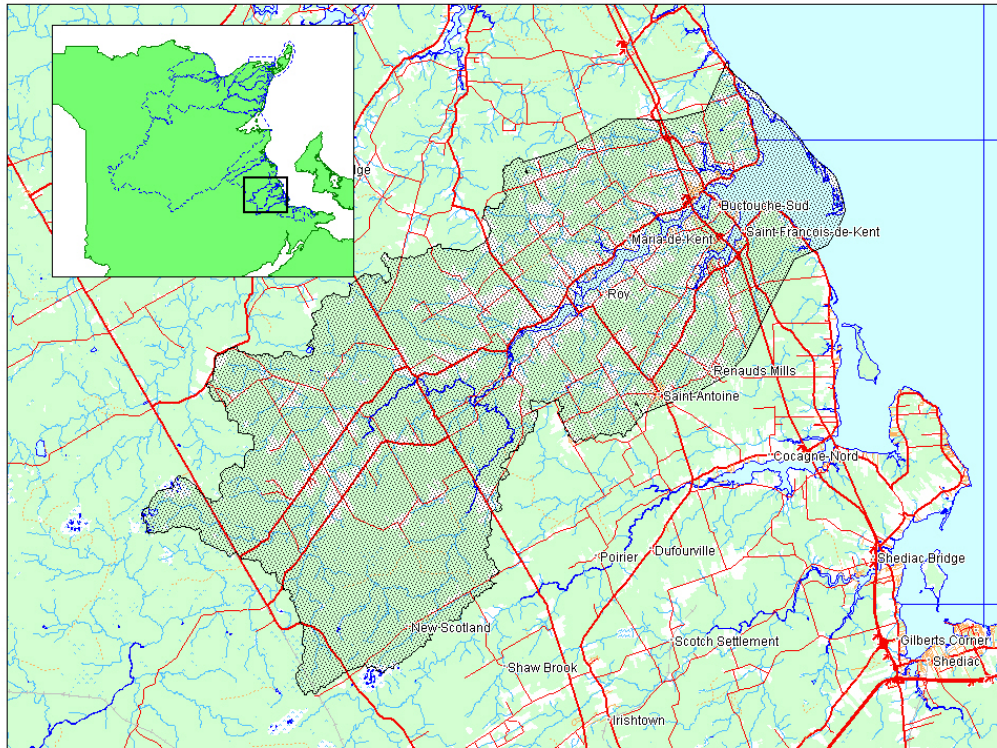 Buctouche-Sud
Saint-François-de-Kent
Maria-de-Kent
Roy
Renauds Mills
Saint-Antoine
Cocagne-Nord
Poirier
Dufourville
Shediac Bridge
New Scotland
Scotch Settlement
Gilberts Corner
Shaw Brook
Shediac
Irishtown